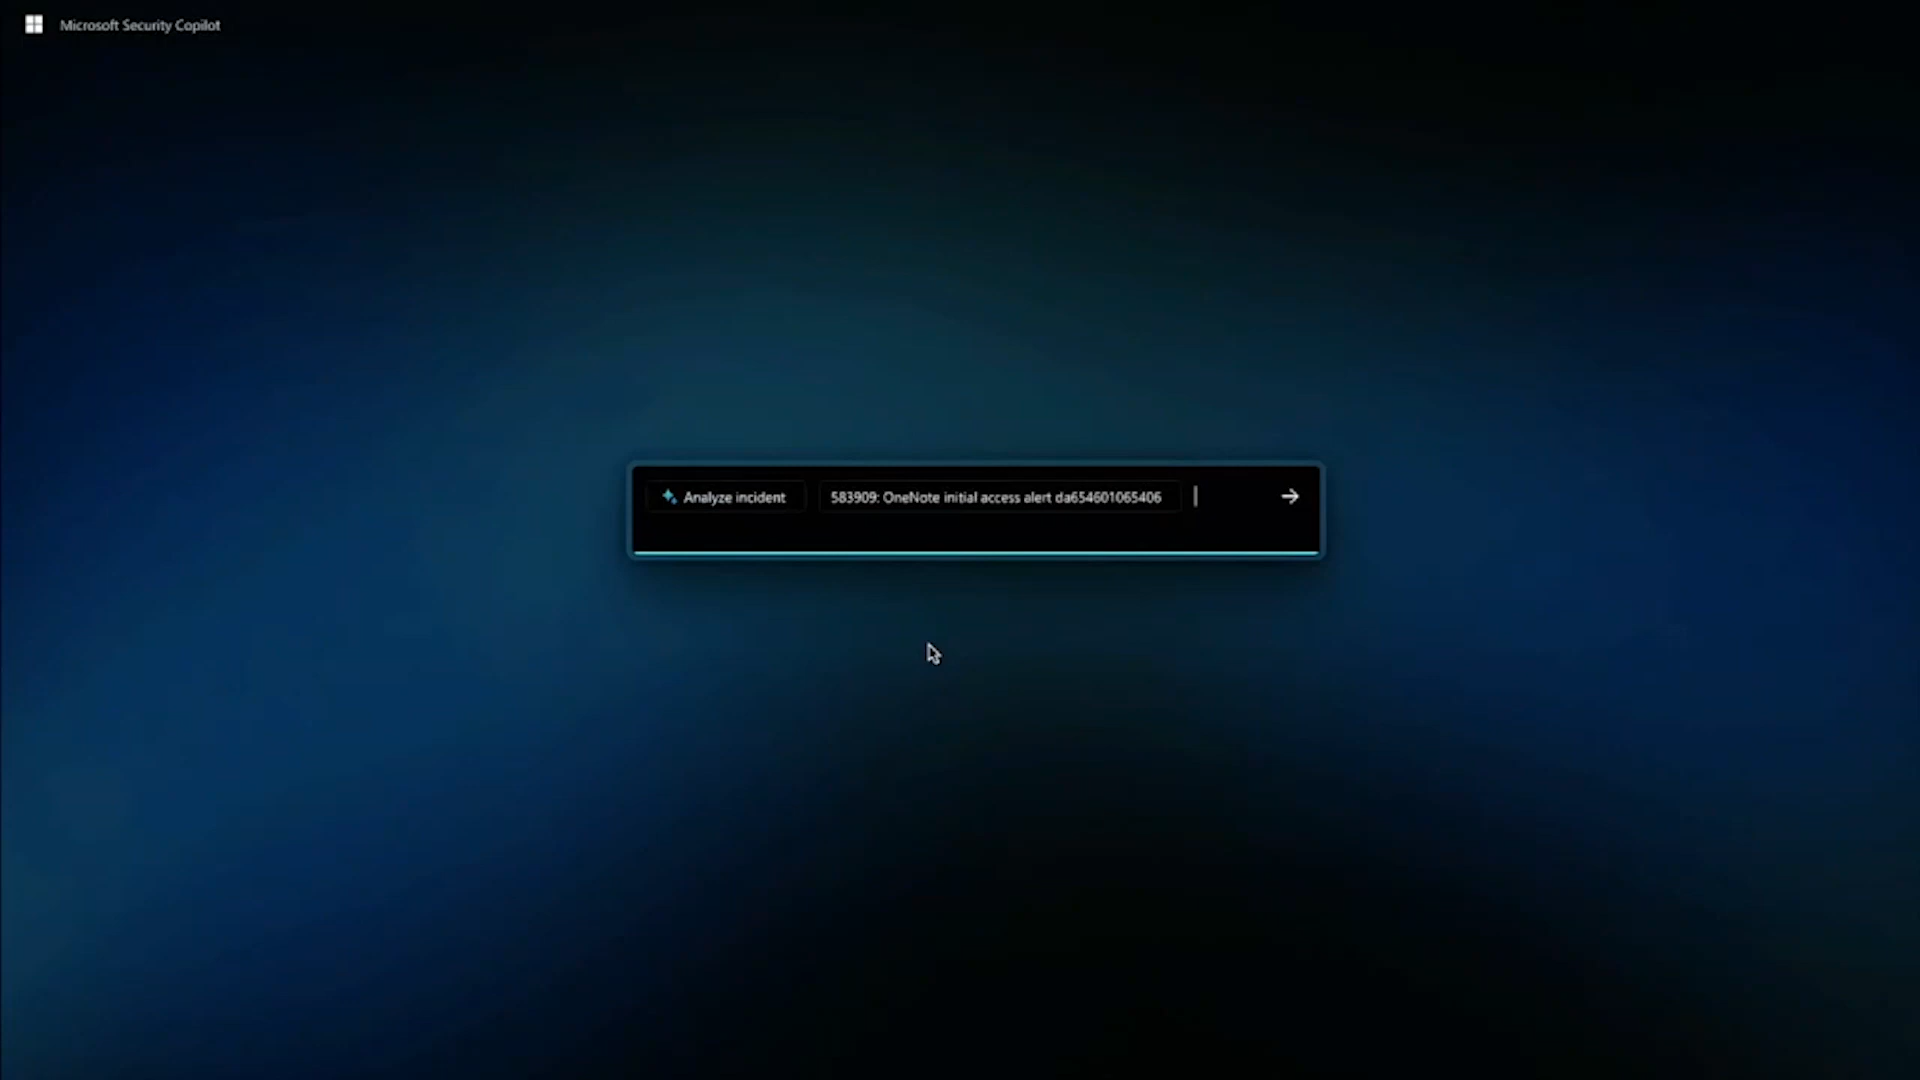 Microsoft Security Copilot
Analyze incident 583909: OneNote initial access alert da654601065406